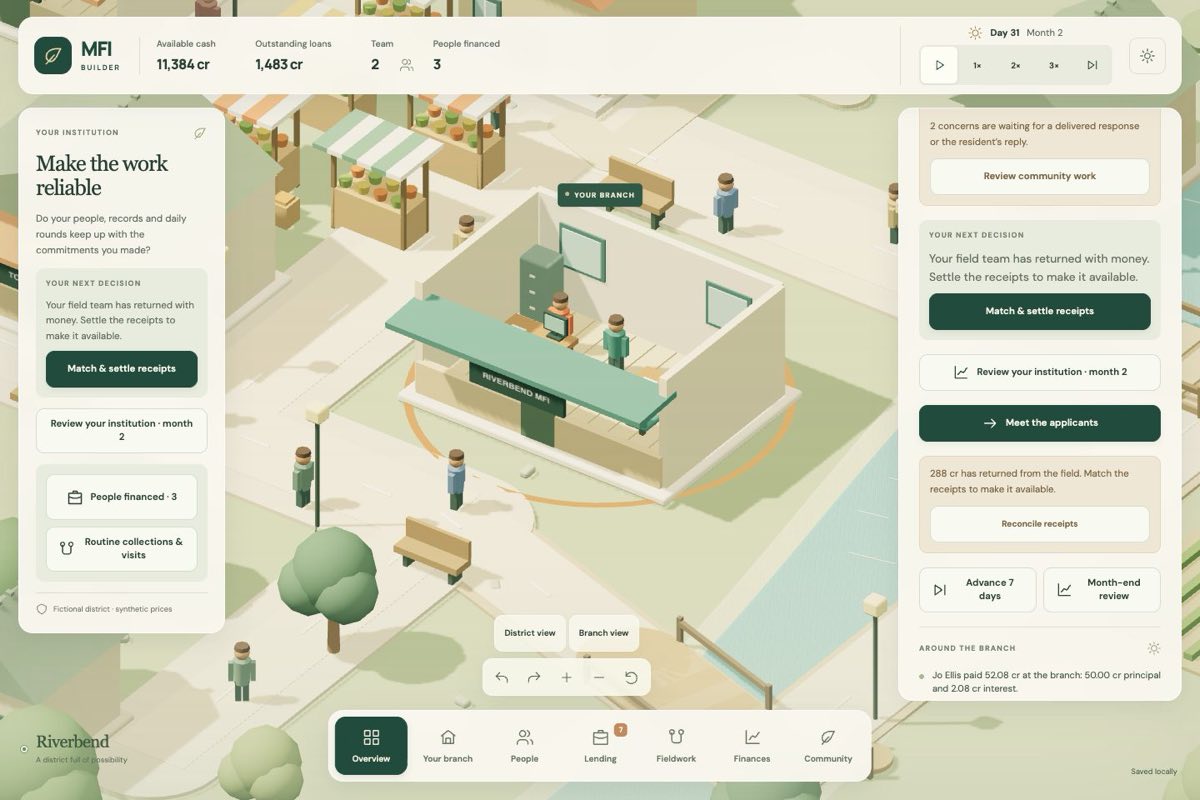 MFI
BUILDER
Available cash
11,384 cr
Outstanding loans
1,483 cr
Team
2
People financed
3
Day 31 Month 2
1×
2×
3×
YOUR INSTITUTION
Make the work
reliable
Do your people, records and daily
rounds keep up with the
commitments you made?
YOUR NEXT DECISION
Your field team has returned with
money. Settle the receipts to
make it available.
Match & settle receipts
Review your institution · month
2
People financed · 3
Routine collections &
visits
Fictional district · synthetic prices
YOUR BRANCH
RIVERBEND MFI
2 concerns are waiting for a delivered response
or the resident's reply.
Review community work
YOUR NEXT DECISION
Your field team has returned with money.
Settle the receipts to make it available.
Match & settle receipts
Review your institution · month 2
Meet the applicants
288 cr has returned from the field. Match the
receipts to make it available.
Reconcile receipts
Advance 7
days
Month-end
review
AROUND THE BRANCH
Jo Ellis paid 52.08 cr at the branch: 50.00 cr principal
and 2.08 cr interest.
District view
Branch view
Riverbend
A district full of possibility
Overview
Your branch
People
Lending
7
Fieldwork
Finances
Community
Saved locally